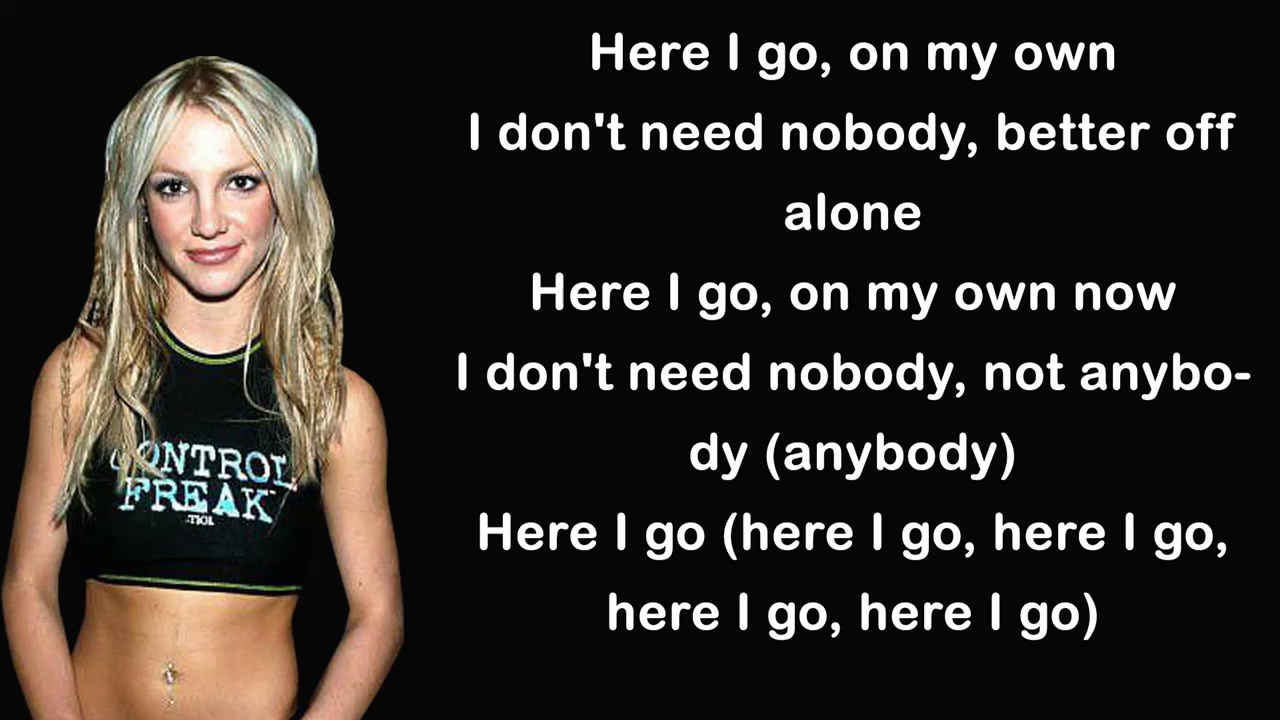 Here I go, on my own
I don't need nobody, better off
alone
Here I go, on my own now
I don't need nobody, not anybo-
dy (anybody)
Here I go (here I go, here I go,
here I go, here I go)
CONTROL
FREAK